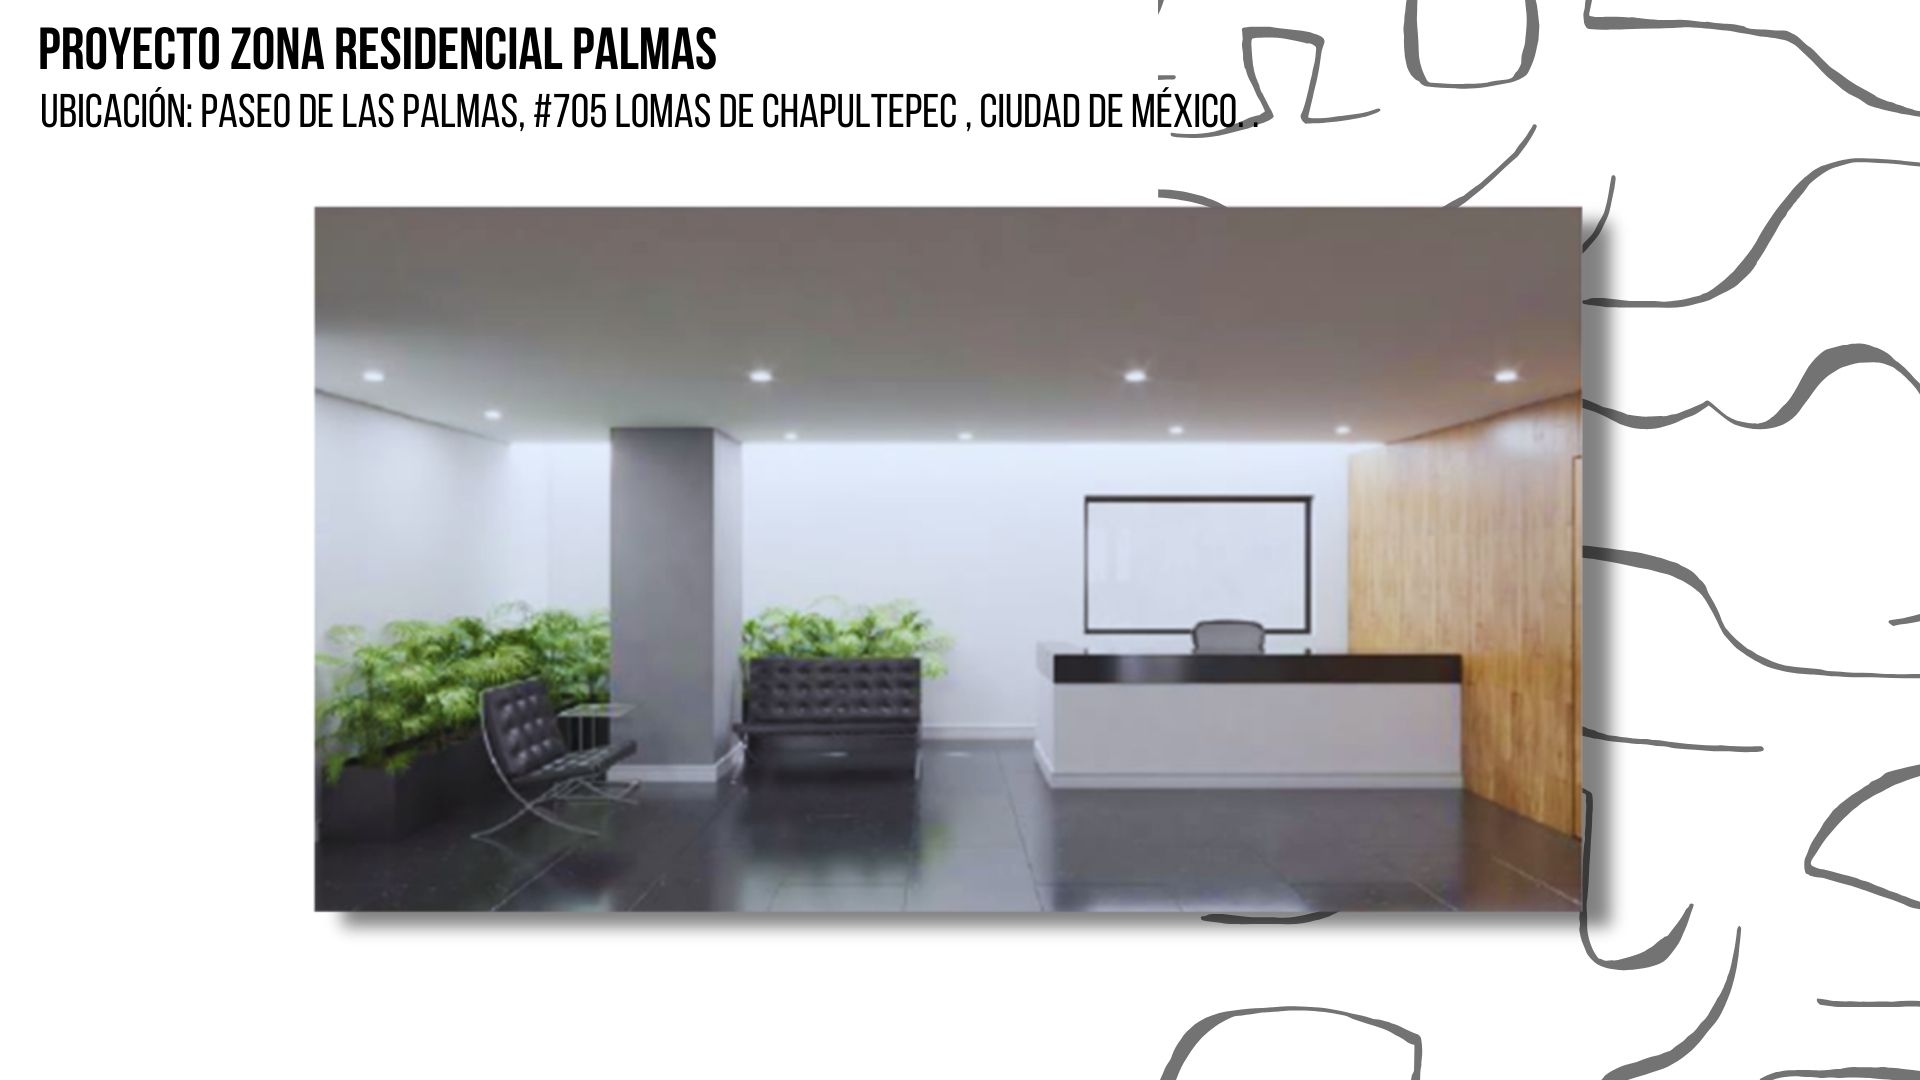 PROYECTO ZONA RESIDENCIAL PALMAS
UBICACIÓN: PASEO DE LAS PALMAS, #705 LOMAS DE CHAPULTEPEC , CIUDAD DE MÉXICO. .